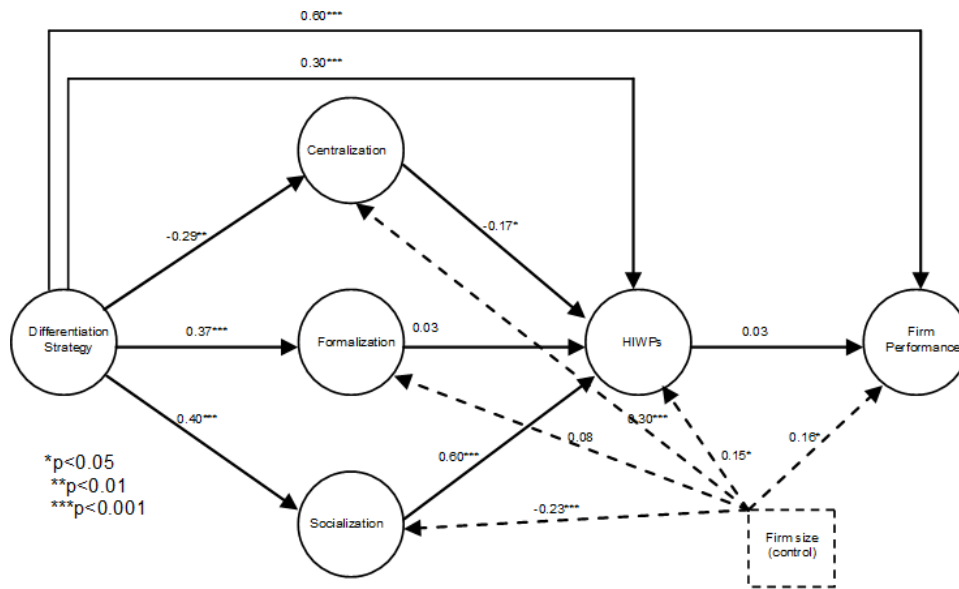 0.60***
0.30***
Centralization
-0.29**
-0.17*
Differentiation
Strategy
0.37***
Formalization
0.03
HIWPs
0.03
Firm
Performance
0.40***
0.60***
0.08
0.30***
0.15*
0.16*
*p<0.05
**p<0.01
***p<0.001
Socialization
-0.23***
Firm size
(control)